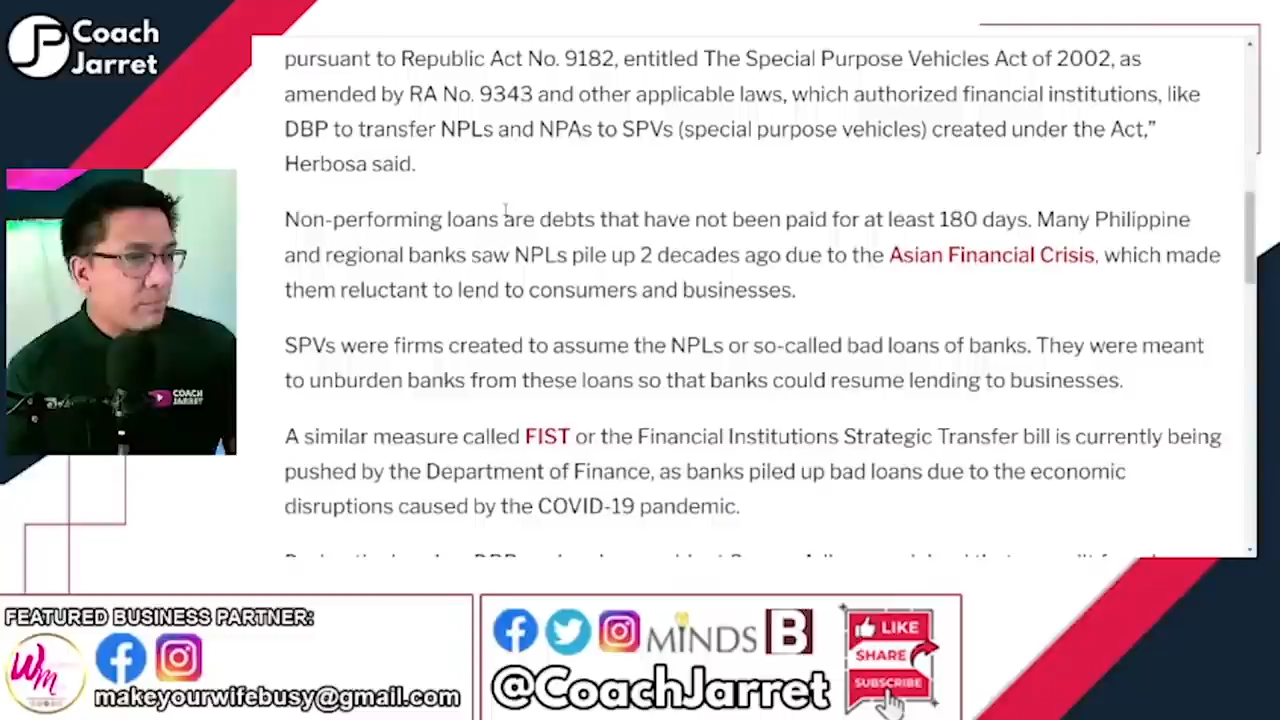 Coach
Jarret
pursuant to Republic Act No. 9182, entitled The Special Purpose Vehicles Act of 2002, as
amended by RA No. 9343 and other applicable laws, which authorized financial institutions, like
DBP to transfer NPLs and NPAs to SPVs (special purpose vehicles) created under the Act,”
Herbosa said.
Non-performing loans are debts that have not been paid for at least 180 days. Many Philippine
and regional banks saw NPLs pile up 2 decades ago due to the Asian Financial Crisis, which made
them reluctant to lend to consumers and businesses.
SPVs were firms created to assume the NPLs or so-called bad loans of banks. They were meant
to unburden banks from these loans so that banks could resume lending to businesses.
A similar measure called FIST or the Financial Institutions Strategic Transfer bill is currently being
pushed by the Department of Finance, as banks piled up bad loans due to the economic
disruptions caused by the COVID-19 pandemic.
COACH
JARRET
FEATURED BUSINESS PARTNER:
Wm
makeyourwifebusy@gmail.com
MINDS B
@CoachJarret
LIKE
SHARE
SUBSCRIBE